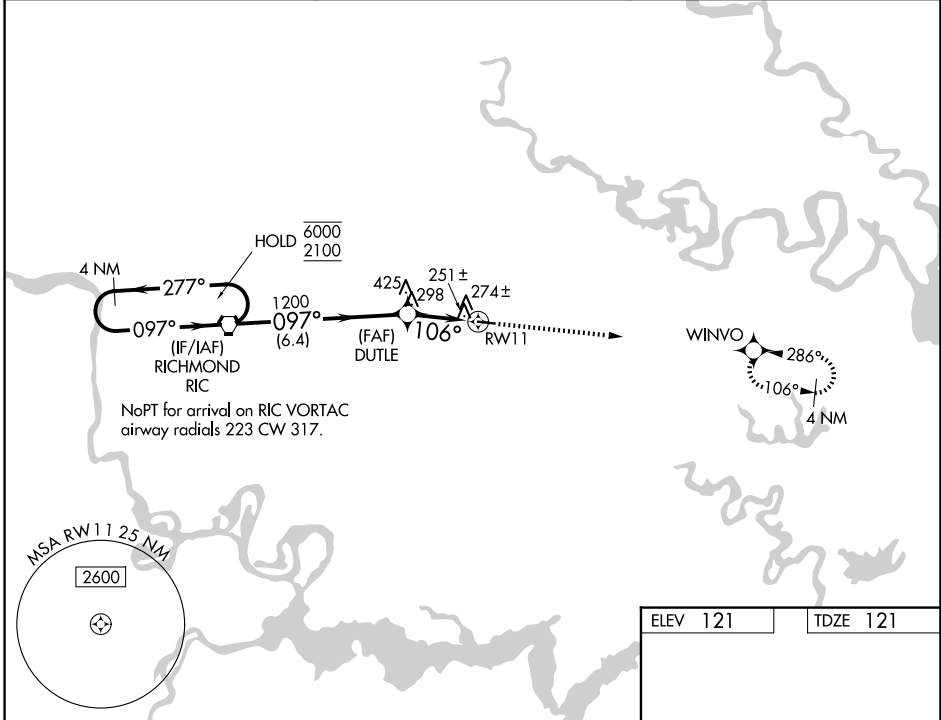 HOLD 6000
2100
4 NM
277°
097°
(IF/IAF)
RICHMOND
RIC
1200
097°
(6.4)
425
298
251±
274±
(FAF)
DUTLE
106°
RW11
WINVO
286°
106°
4 NM
NoPT for arrival on RIC VORTAC
airway radials 223 CW 317.
MSA RW11 25 NM
2600
ELEV 121
TDZE 121